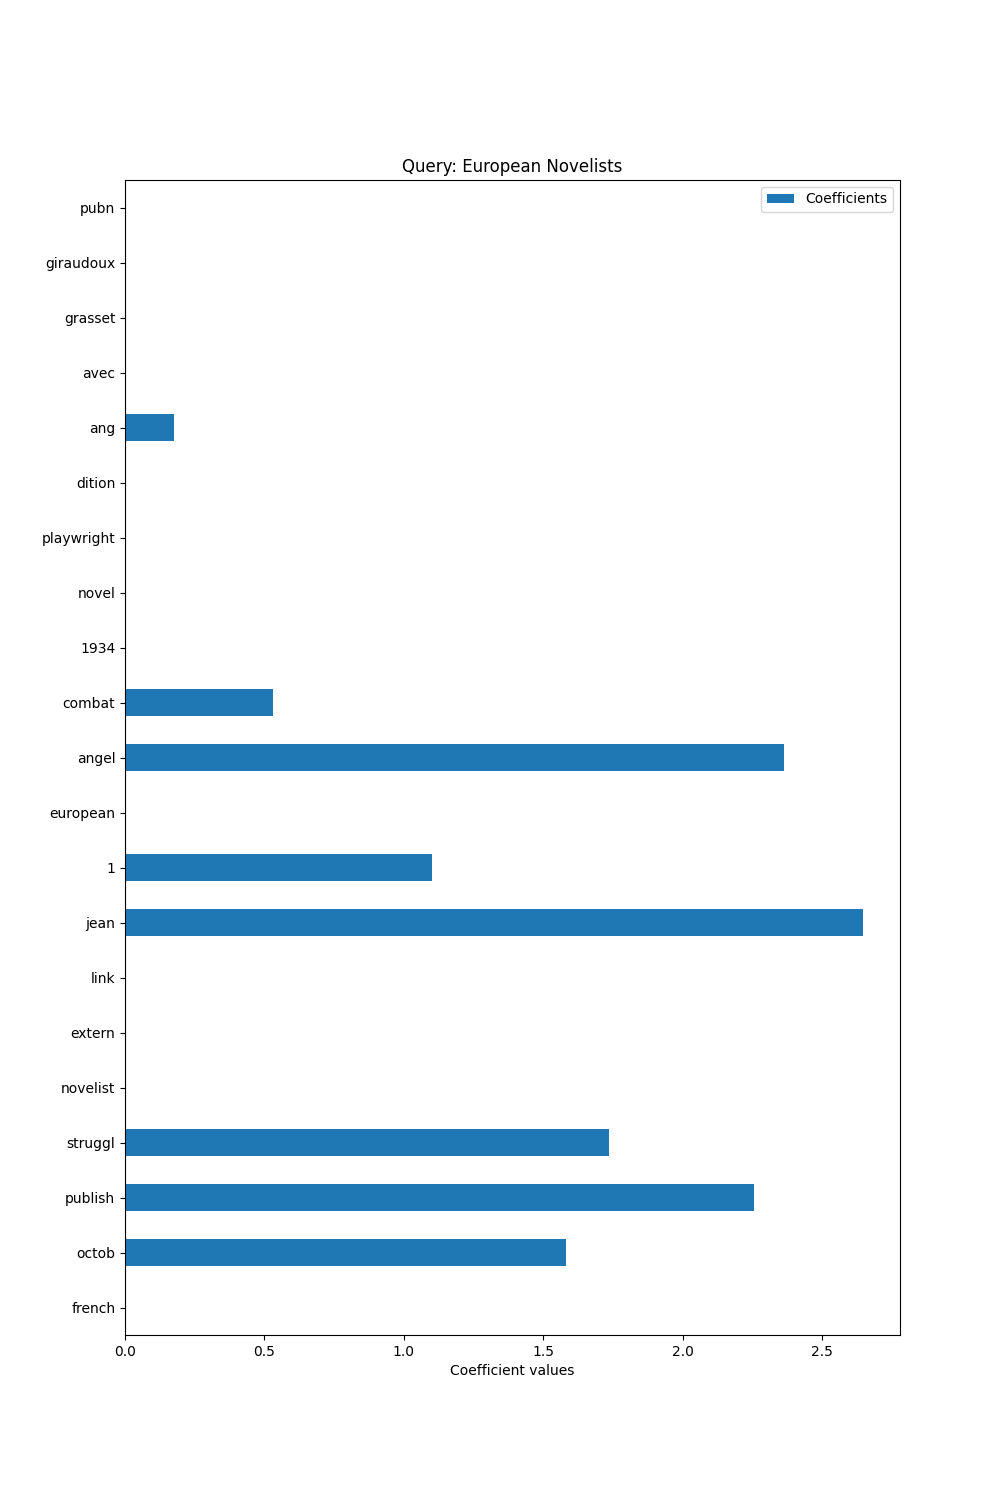 Query: European Novelists
Coefficients
pubn
giraudoux
grasset
avec
ang
dition
playwright
novel
1934
combat
angel
european
1
jean
link
extern
novelist
struggl
publish
octob
french
0.0 0.5 1.0 1.5 2.0 2.5
Coefficient values